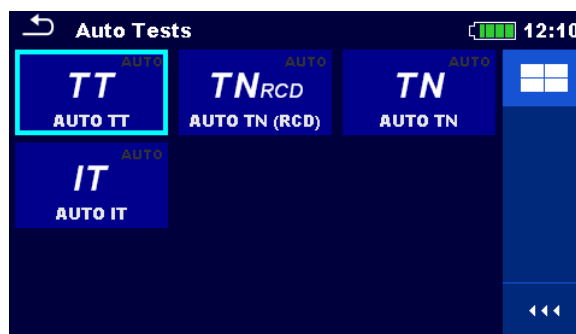 Auto Tests 12:10
AUTO AUTO AUTO
TT TNRCD TN
AUTO TT AUTO TN (RCD) AUTO TN
AUTO
IT
AUTO IT